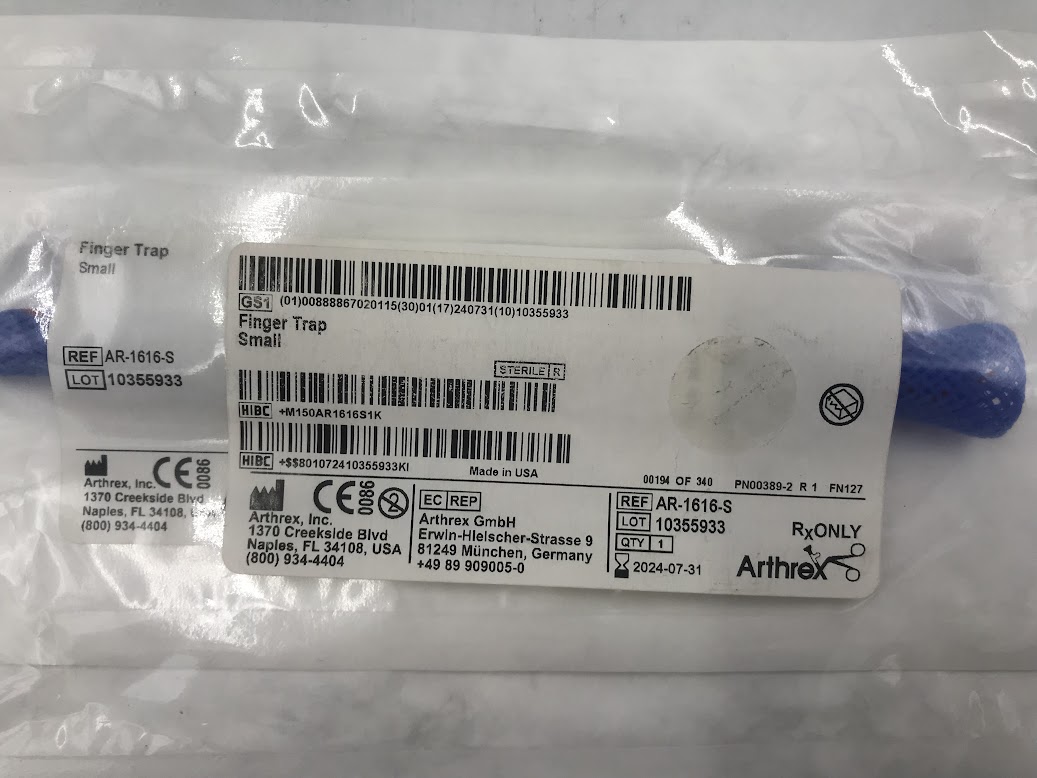 Finger Trap
Small
REF AR-1616-S
LOT 10355933
CE 0086
Arthrex, Inc.
1370 Creekside Blvd
Naples, FL 34108,
(800) 934-4404
GS1 (01)00888867020115(30)01(17)240731(10)10355933
Finger Trap
Small
STERILE R
HIBC +M150AR1616S1K
HIBC +$$801072410355933KI
Made in USA
00194 OF 340
PN00389-2 R 1 FN127
CE 0086
Arthrex, Inc.
1370 Creekside Blvd
Naples, FL 34108, USA
(800) 934-4404
EC REP
Arthrex GmbH
Erwin-Hielscher-Strasse 9
81249 München, Germany
+49 89 909005-0
REF AR-1616-S
LOT 10355933
QTY 1
2024-07-31
RxONLY
Arthrex